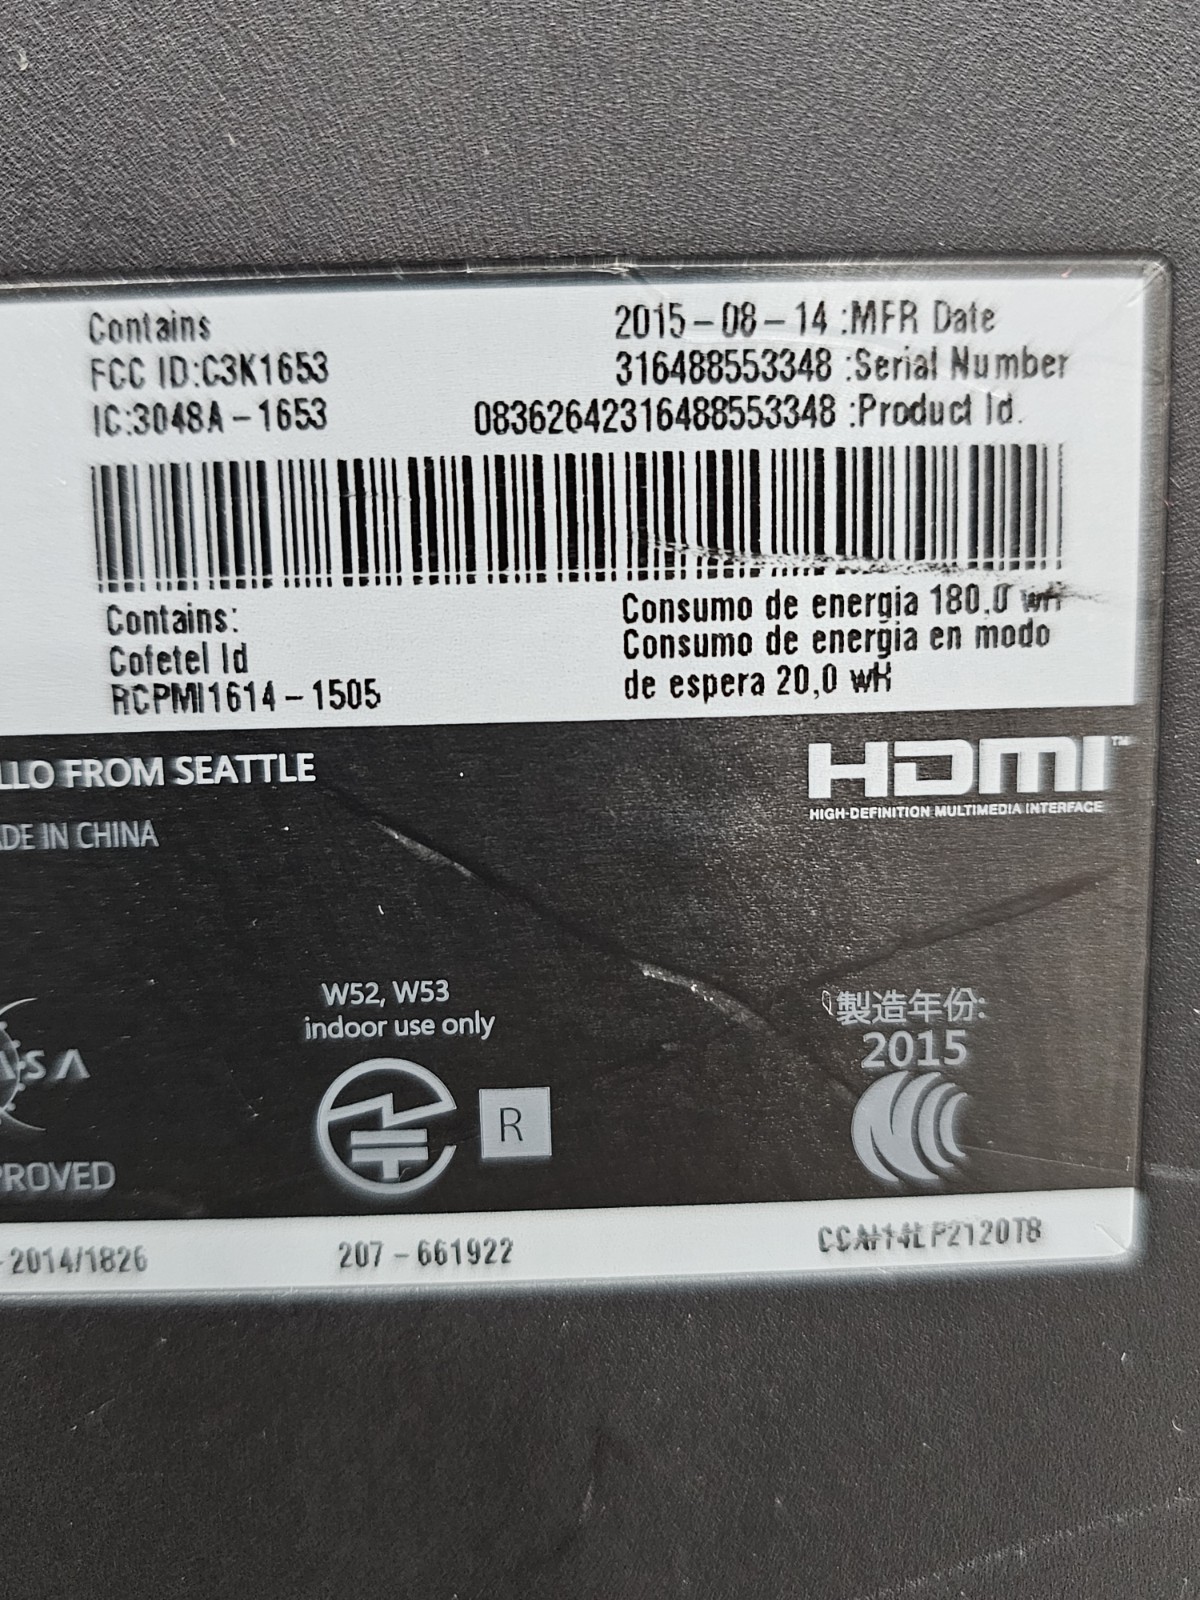 Contains
FCC ID:C3K1653
IC:3048A-1653
2015-08-14 :MFR Date
316488553348 :Serial Number
08362642316488553348 :Product Id.
Contains:
Cofetel Id
RCPMI1614-1505
Consumo de energia 180.0 wH
Consumo de energia en modo
de espera 20,0 wH
LLO FROM SEATTLE
ADE IN CHINA
HDMI™
HIGH-DEFINITION MULTIMEDIA INTERFACE
W52, W53
indoor use only
R
製造年份:
2015
SA
PROVED
-2014/1826
207-661922